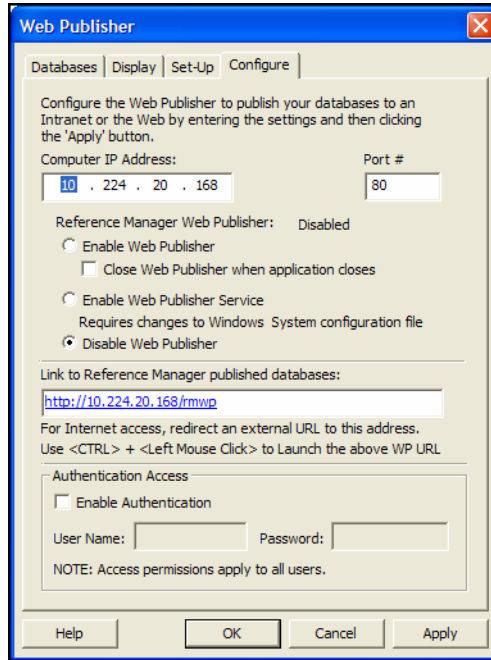 Web Publisher
Databases Display Set-Up Configure
Configure the Web Publisher to publish your databases to an
Intranet or the Web by entering the settings and then clicking
the 'Apply' button.
Computer IP Address: Port #
10 . 224 . 20 . 168 80
Reference Manager Web Publisher: Disabled
Enable Web Publisher
Close Web Publisher when application closes
Enable Web Publisher Service
Requires changes to Windows System configuration file
Disable Web Publisher
Link to Reference Manager published databases:
http://10.224.20.168/rmwp
For Internet access, redirect an external URL to this address.
Use <CTRL> + <Left Mouse Click> to Launch the above WP URL
Authentication Access
Enable Authentication
User Name: Password:
NOTE: Access permissions apply to all users.
Help OK Cancel Apply